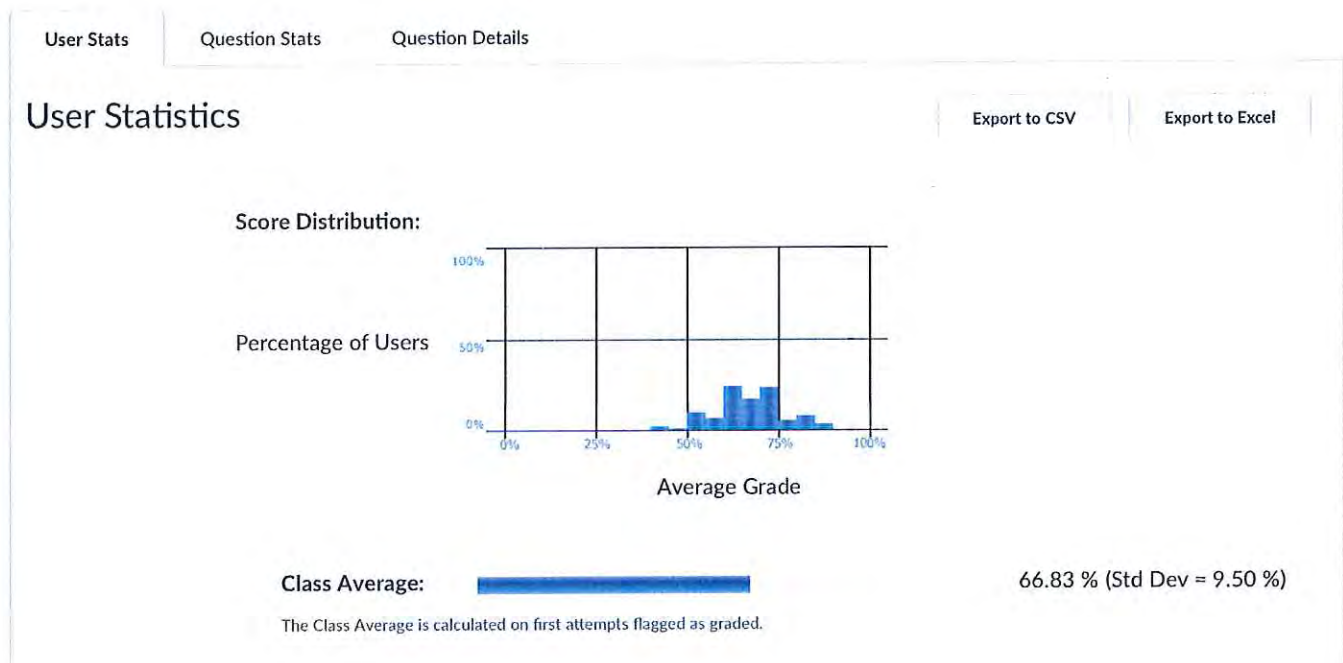 User Stats
Question Stats
Question Details
User Statistics
Export to CSV
Export to Excel
Score Distribution:
100%
Percentage of Users
50%
0%
0%
25%
50%
75%
100%
Average Grade
Class Average:
66.83 % (Std Dev = 9.50 %)
The Class Average is calculated on first attempts flagged as graded.